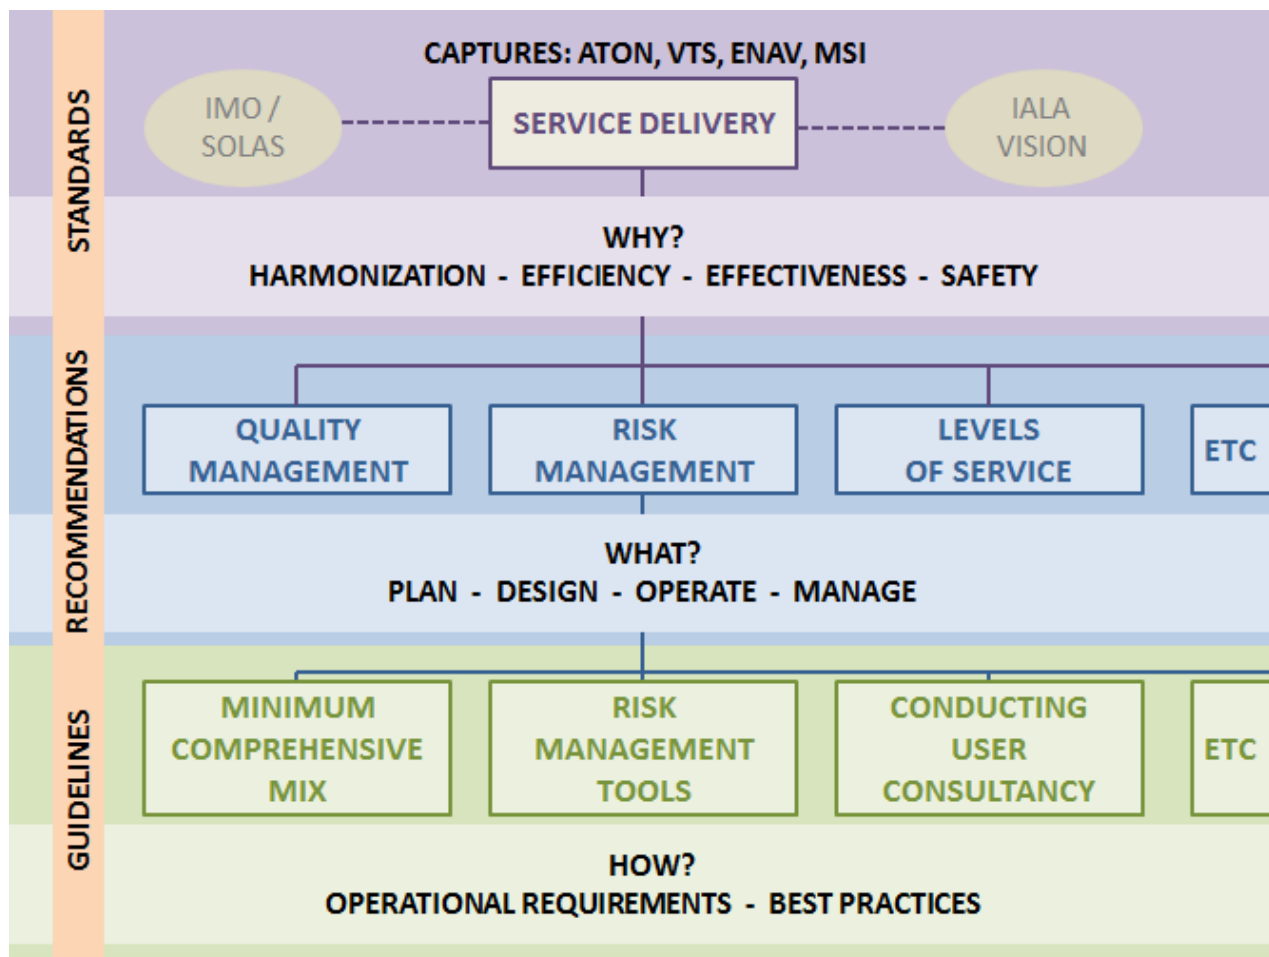 STANDARDS
CAPTURES: ATON, VTS, ENAV, MSI
IMO /
SOLAS
SERVICE DELIVERY
IALA
VISION
WHY?
HARMONIZATION - EFFICIENCY - EFFECTIVENESS - SAFETY
RECOMMENDATIONS
QUALITY
MANAGEMENT
RISK
MANAGEMENT
LEVELS
OF SERVICE
ETC
WHAT?
PLAN - DESIGN - OPERATE - MANAGE
GUIDELINES
MINIMUM
COMPREHENSIVE
MIX
RISK
MANAGEMENT
TOOLS
CONDUCTING
USER
CONSULTANCY
ETC
HOW?
OPERATIONAL REQUIREMENTS - BEST PRACTICES